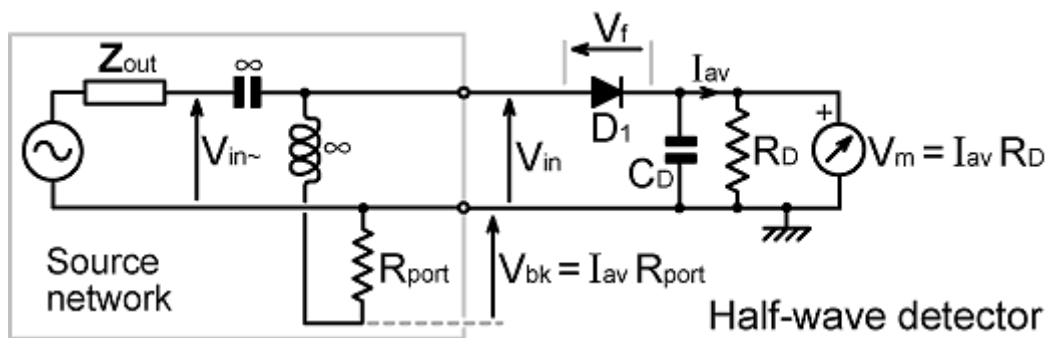 Zout
∞
Vf
Iav
Vin~
∞
Vin
D1
CD
RD
+
Vm = Iav RD
Source
network
Rport
Vbk = Iav Rport
Half-wave detector